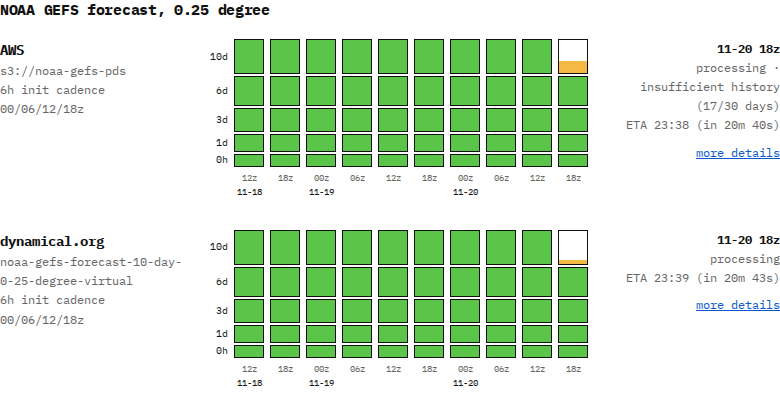 NOAA GEFS forecast, 0.25 degree
AWS
s3://noaa-gefs-pds
6h init cadence
00/06/12/18z
10d
6d
3d
1d
0h
12z 18z 00z 06z 12z 18z 00z 06z 12z 18z
11-18 11-19 11-20
11-20 18z
processing ·
insufficient history
(17/30 days)
ETA 23:38 (in 20m 40s)
more details
dynamical.org
noaa-gefs-forecast-10-day-
0-25-degree-virtual
6h init cadence
00/06/12/18z
10d
6d
3d
1d
0h
12z 18z 00z 06z 12z 18z 00z 06z 12z 18z
11-18 11-19 11-20
11-20 18z
processing
ETA 23:39 (in 20m 43s)
more details